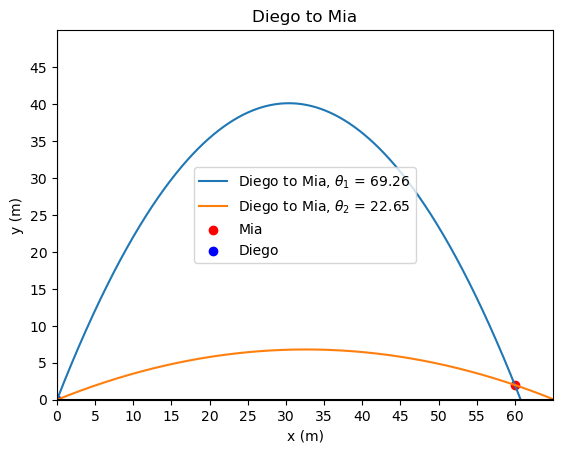 Diego to Mia
y (m)
45
40
35
30
25
20
15
10
5
0
Diego to Mia, θ₁ = 69.26
Diego to Mia, θ₂ = 22.65
Mia
Diego
0 5 10 15 20 25 30 35 40 45 50 55 60
x (m)